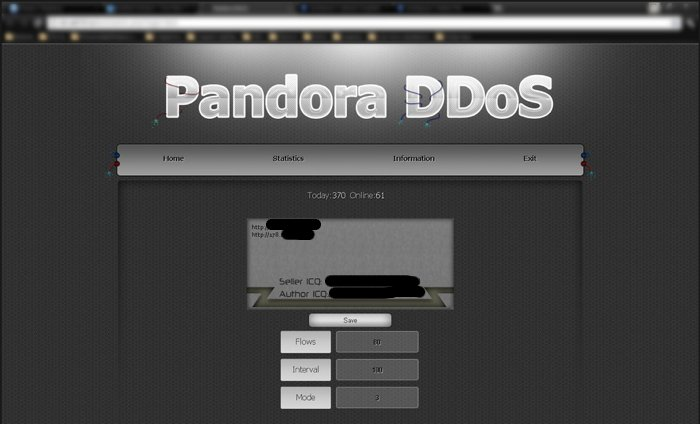 Pandora DDoS
Home Statistics Information Exit
Today:370 Online:61
http:
http://
Seller ICQ:
Author ICQ:
Save
Flows 80
Interval
Mode 3